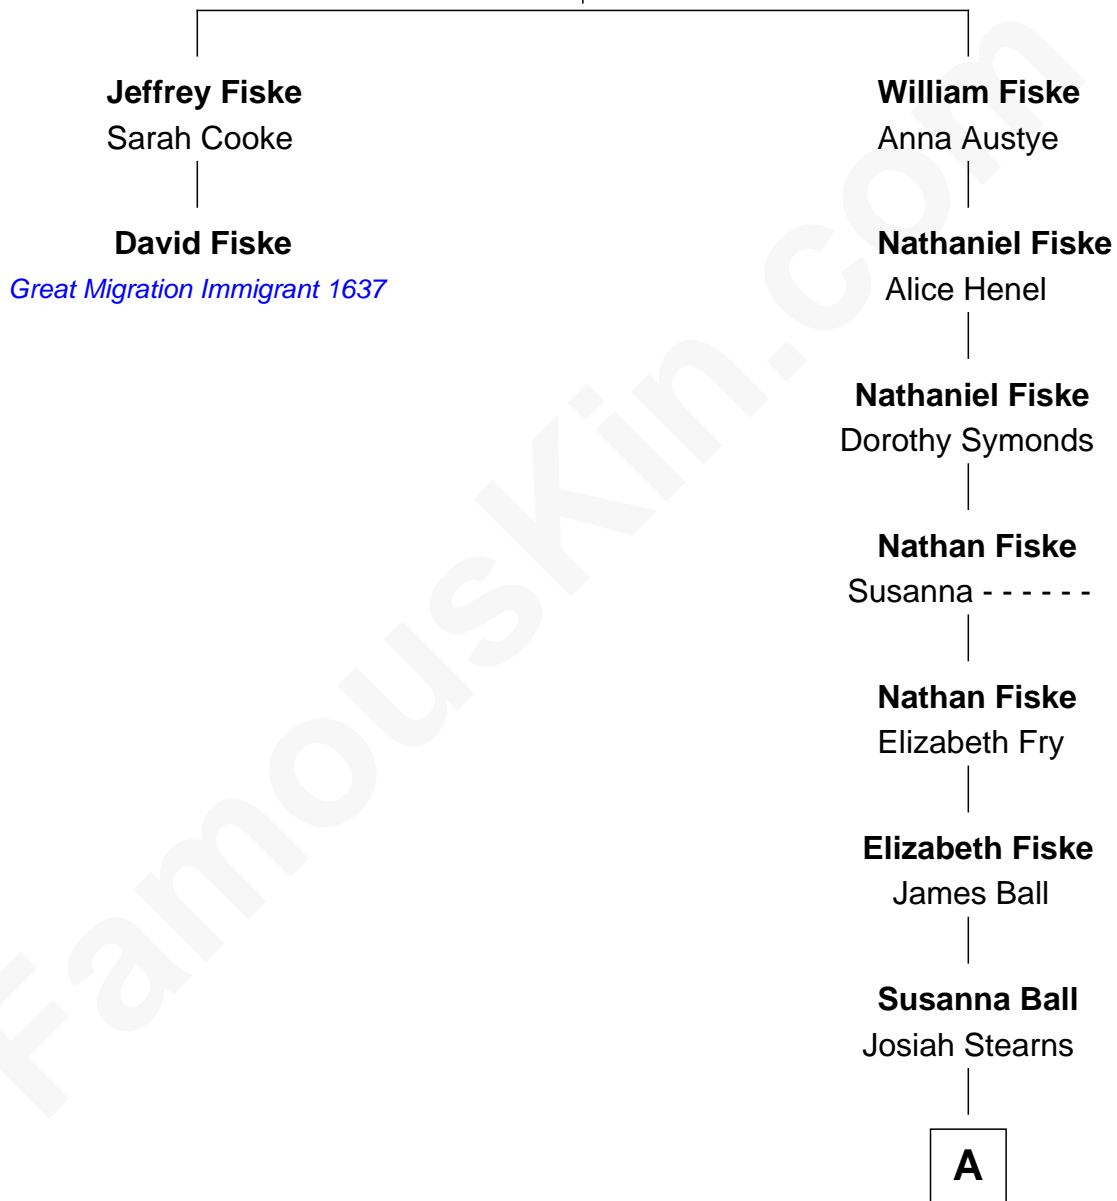 Jeffrey Fiske
Sarah Cooke
David Fiske
Great Migration Immigrant 1637
William Fiske
Anna Austye
Nathaniel Fiske
Alice Henel
Nathaniel Fiske
Dorothy Symonds
Nathan Fiske
Susanna - - - - - -
Nathan Fiske
Elizabeth Fry
Elizabeth Fiske
James Ball
Susanna Ball
Josiah Stearns
A
FamousKin.com